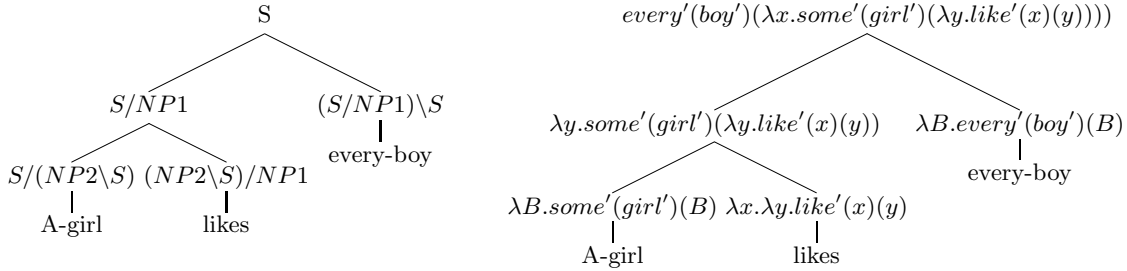 S
S/NP1 (S/NP1)\S
every-boy
S/(NP2\S) (NP2\S)/NP1
A-girl likes
every′(boy′)(λx.some′(girl′)(λy.like′(x)(y))))
λy.some′(girl′)(λy.like′(x)(y)) λB.every′(boy′)(B)
every-boy
λB.some′(girl′)(B) λx.λy.like′(x)(y)
A-girl likes